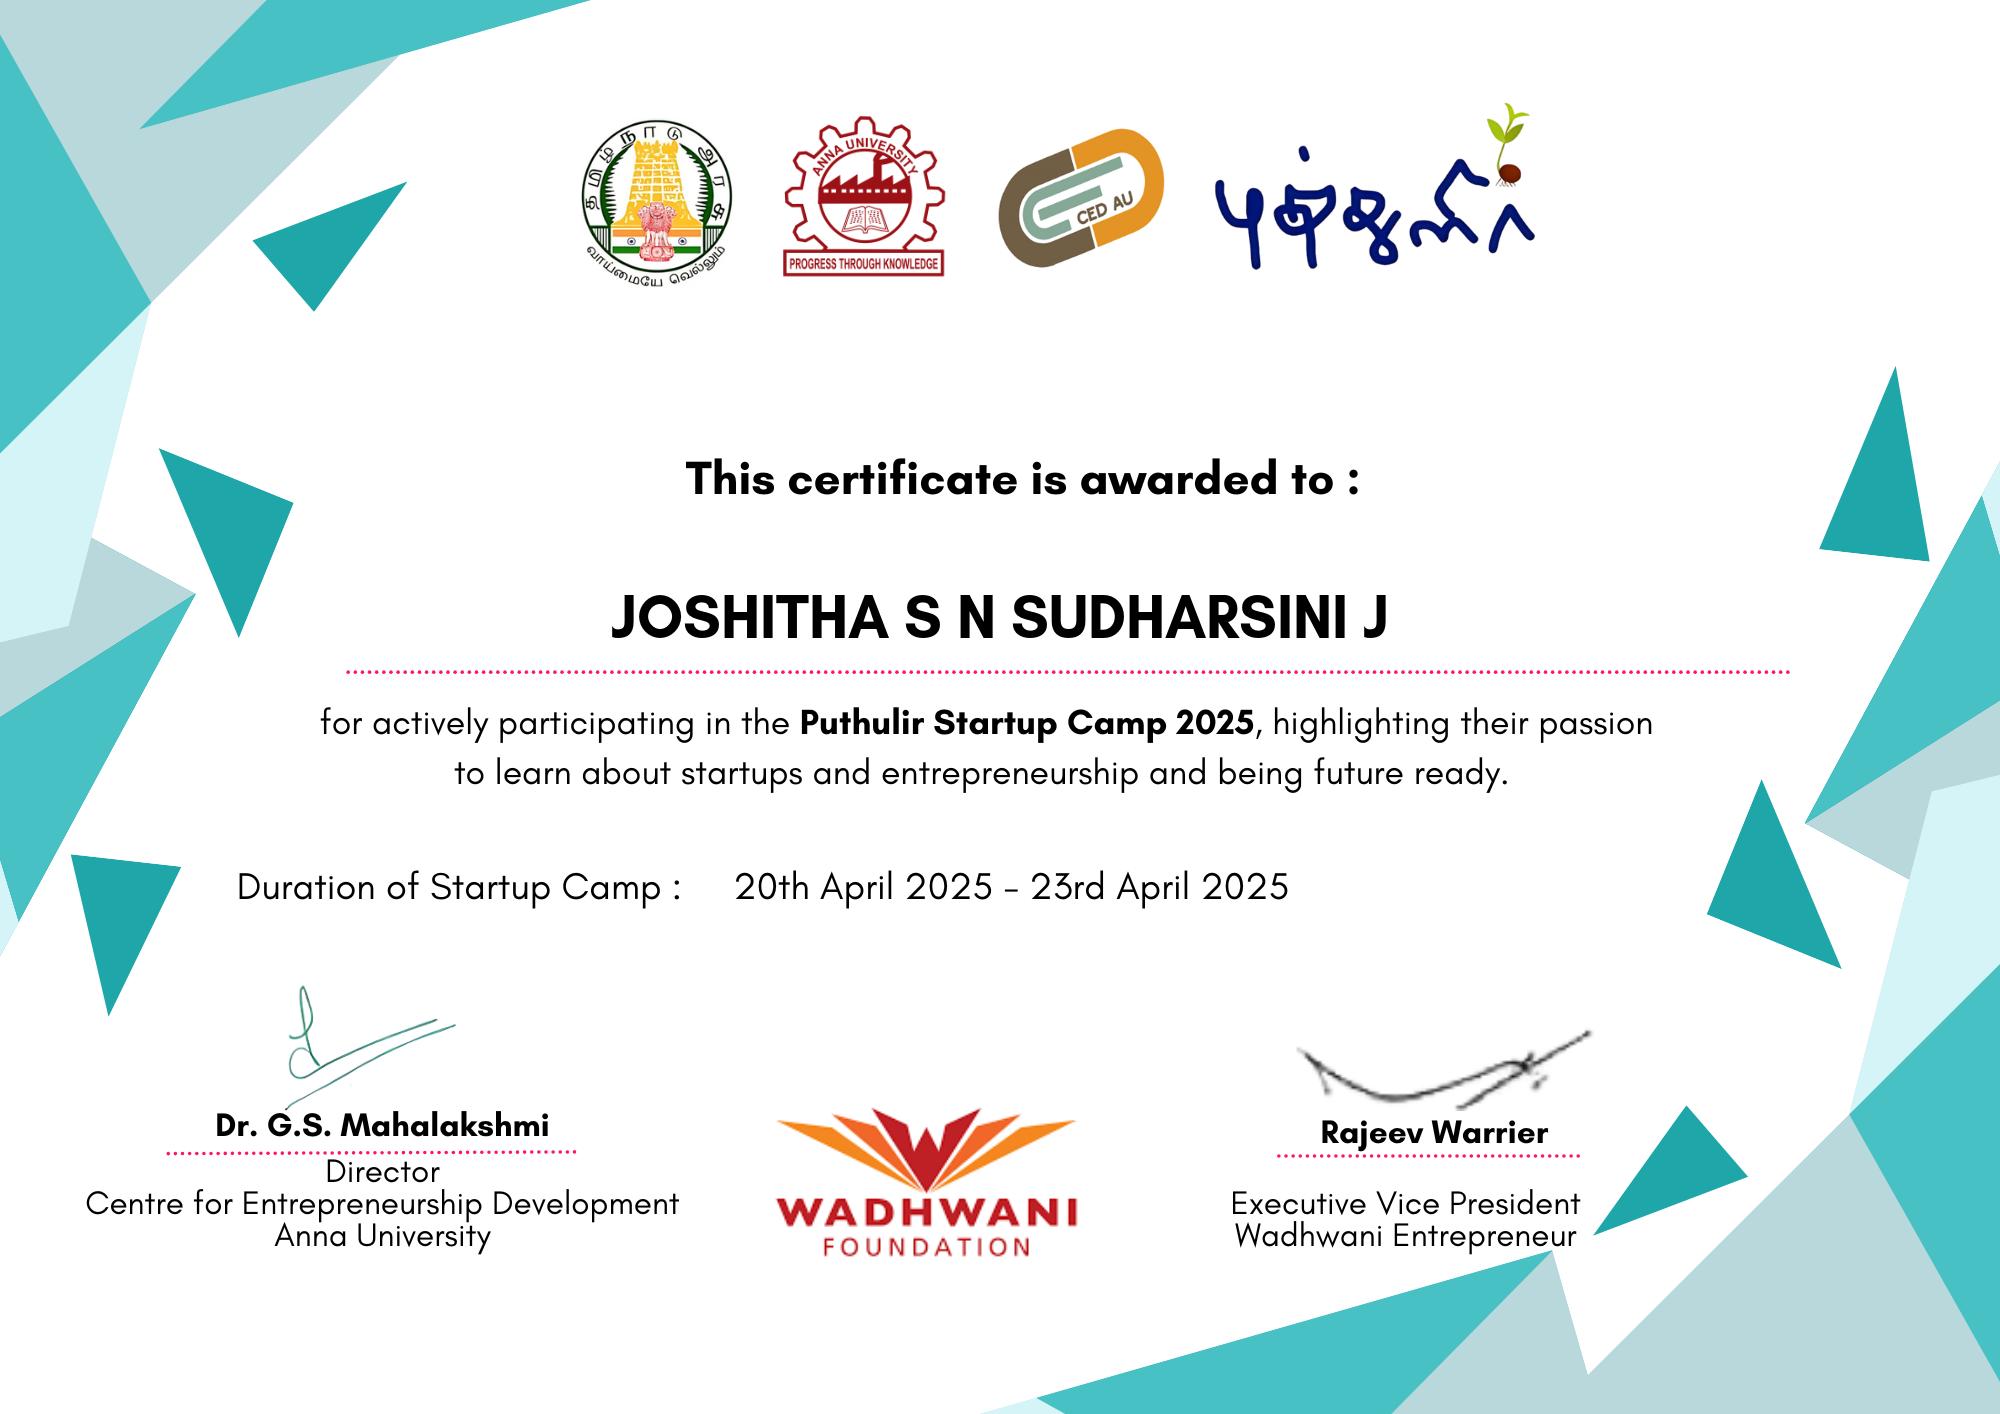 தமிழ்நாடு அரசு
வாய்மையே வெல்லும்
ANNA UNIVERSITY
PROGRESS THROUGH KNOWLEDGE
CED AU
புத்துளிர்
This certificate is awarded to :
JOSHITHA S N SUDHARSINI J
for actively participating in the Puthulir Startup Camp 2025, highlighting their passion
to learn about startups and entrepreneurship and being future ready.
Duration of Startup Camp : 20th April 2025 - 23rd April 2025
Dr. G.S. Mahalakshmi
Director
Centre for Entrepreneurship Development
Anna University
WADHWANI
FOUNDATION
Rajeev Warrier
Executive Vice President
Wadhwani Entrepreneur